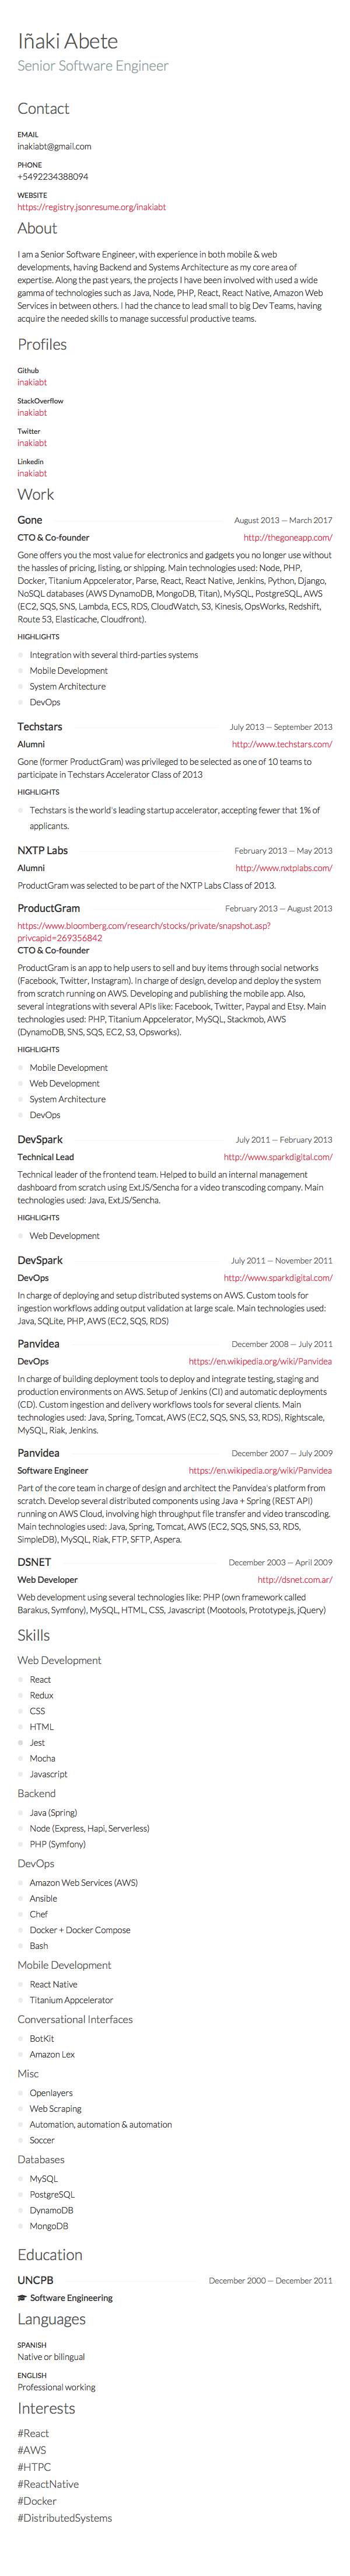 Iñaki Abete
Senior Software Engineer
Contact
EMAIL
inakiabt@gmail.com
PHONE
+5492234388094
WEBSITE
https://registry.jsonresume.org/inakiabt
About
I am a Senior Software Engineer, with experience in both mobile & web
developments, having Backend and Systems Architecture as my core area of
expertise. Along the past years, the projects I have been involved with used a wide
gamma of technologies such as Java, Node, PHP, React, React Native, Amazon Web
Services in between others. I had the chance to lead small to big Dev Teams, having
acquire the needed skills to manage successful productive teams.
Profiles
Github
inakiabt
StackOverflow
inakiabt
Twitter
inakiabt
Linkedin
inakiabt
Work
Gone August 2013 — March 2017
CTO & Co-founder http://thegoneapp.com/
Gone offers you the most value for electronics and gadgets you no longer use without
the hassles of pricing, listing, or shipping. Main technologies used: Node, PHP,
Docker, Titanium Appcelerator, Parse, React, React Native, Jenkins, Python, Django,
NoSQL databases (AWS DynamoDB, MongoDB, Titan), MySQL, PostgreSQL, AWS
(EC2, SQS, SNS, Lambda, ECS, RDS, CloudWatch, S3, Kinesis, OpsWorks, Redshift,
Route 53, Elasticache, Cloudfront).
HIGHLIGHTS
Integration with several third-parties systems
Mobile Development
System Architecture
DevOps
Techstars July 2013 — September 2013
Alumni http://www.techstars.com/
Gone (former ProductGram) was privileged to be selected as one of 10 teams to
participate in Techstars Accelerator Class of 2013
HIGHLIGHTS
Techstars is the world's leading startup accelerator, accepting fewer that 1% of
applicants.
NXTP Labs February 2013 — May 2013
Alumni http://www.nxtplabs.com/
ProductGram was selected to be part of the NXTP Labs Class of 2013.
ProductGram February 2013 — August 2013
https://www.bloomberg.com/research/stocks/private/snapshot.asp?
privcapid=269356842
CTO & Co-founder
ProductGram is an app to help users to sell and buy items through social networks
(Facebook, Twitter, Instagram). In charge of design, develop and deploy the system
from scratch running on AWS. Developing and publishing the mobile app. Also,
several integrations with several APIs like: Facebook, Twitter, Paypal and Etsy. Main
technologies used: PHP, Titanium Appcelerator, MySQL, Stackmob, AWS
(DynamoDB, SNS, SQS, EC2, S3, Opsworks).
HIGHLIGHTS
Mobile Development
Web Development
System Architecture
DevOps
DevSpark July 2011 — February 2013
Technical Lead http://www.sparkdigital.com/
Technical leader of the frontend team. Helped to build an internal management
dashboard from scratch using ExtJS/Sencha for a video transcoding company. Main
technologies used: Java, ExtJS/Sencha.
HIGHLIGHTS
Web Development
DevSpark July 2011 — November 2011
DevOps http://www.sparkdigital.com/
In charge of deploying and setup distributed systems on AWS. Custom tools for
ingestion workflows adding output validation at large scale. Main technologies used:
Java, SQLite, PHP, AWS (EC2, SQS, RDS)
Panvidea December 2008 — July 2011
DevOps https://en.wikipedia.org/wiki/Panvidea
In charge of building deployment tools to deploy and integrate testing, staging and
production environments on AWS. Setup of Jenkins (CI) and automatic deployments
(CD). Custom ingestion and delivery workflows tools for several clients. Main
technologies used: Java, Spring, Tomcat, AWS (EC2, SQS, SNS, S3, RDS), Rightscale,
MySQL, Riak, Jenkins.
Panvidea December 2007 — July 2009
Software Engineer https://en.wikipedia.org/wiki/Panvidea
Part of the core team in charge of design and architect the Panvidea's platform from
scratch. Develop several distributed components using Java + Spring (REST API)
running on AWS Cloud, involving high throughput file transfer and video transcoding.
Main technologies used: Java, Spring, Tomcat, AWS (EC2, SQS, SNS, S3, RDS,
SimpleDB), MySQL, Riak, FTP, SFTP, Aspera.
DSNET December 2003 — April 2009
Web Developer http://dsnet.com.ar/
Web development using several technologies like: PHP (own framework called
Barakus, Symfony), MySQL, HTML, CSS, Javascript (Mootools, Prototype.js, jQuery)
Skills
Web Development
React
Redux
CSS
HTML
Jest
Mocha
Javascript
Backend
Java (Spring)
Node (Express, Hapi, Serverless)
PHP (Symfony)
DevOps
Amazon Web Services (AWS)
Ansible
Chef
Docker + Docker Compose
Bash
Mobile Development
React Native
Titanium Appcelerator
Conversational Interfaces
BotKit
Amazon Lex
Misc
Openlayers
Web Scraping
Automation, automation & automation
Soccer
Databases
MySQL
PostgreSQL
DynamoDB
MongoDB
Education
UNCPB December 2000 — December 2011
Software Engineering
Languages
SPANISH
Native or bilingual
ENGLISH
Professional working
Interests
#React
#AWS
#HTPC
#ReactNative
#Docker
#DistributedSystems